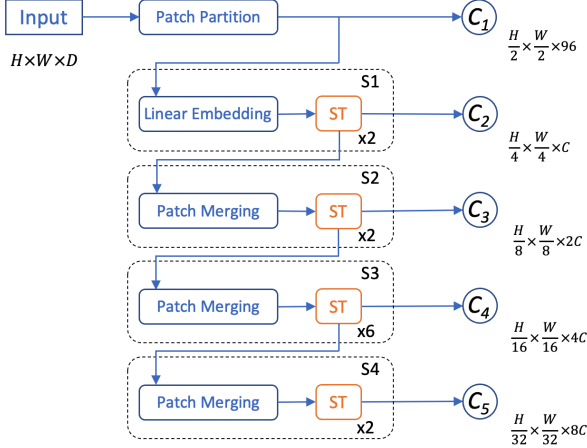 Input
Patch Partition
C1
H×W×D
H/2 × W/2 ×96
S1
Linear Embedding
ST
C2
x2
H/4 × W/4 ×C
S2
Patch Merging
ST
C3
x2
H/8 × W/8 ×2C
S3
Patch Merging
ST
C4
x6
H/16 × W/16 ×4C
S4
Patch Merging
ST
C5
x2
H/32 × W/32 ×8C